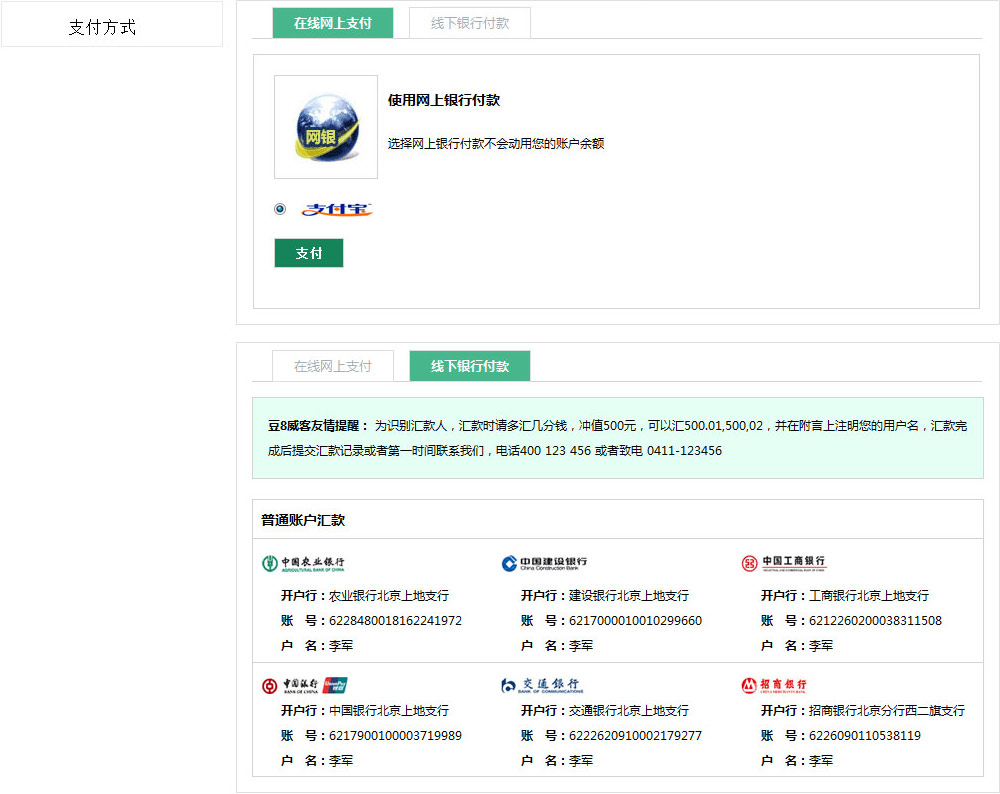 支付方式
在线网上支付 线下银行付款
使用网上银行付款
网银
选择网上银行付款不会动用您的账户余额
支付宝
支付
在线网上支付 线下银行付款
豆8威客友情提醒： 为识别汇款人，汇款时请多汇几分钱，冲值500元，可以汇500.01,500,02，并在附言上注明您的用户名，汇款完
成后提交汇款记录或者第一时间联系我们，电话400 123 456 或者致电 0411-123456
普通账户汇款
中国农业银行 中国建设银行 中国工商银行
AGRICULTURAL BANK OF CHINA China Construction Bank
开户行：农业银行北京上地支行 开户行：建设银行北京上地支行 开户行：工商银行北京上地支行
账 号：6228480018162241972 账 号：6217000010010299660 账 号：6212260200038311508
户 名：李军 户 名：李军 户 名：李军
中国银行 交通银行 招商银行
BANK OF CHINA BANK OF COMMUNICATIONS CHINA MERCHANTS BANK
开户行：中国银行北京上地支行 开户行：交通银行北京上地支行 开户行：招商银行北京分行西二旗支行
账 号：6217900100003719989 账 号：6222620910002179277 账 号：6226090110538119
户 名：李军 户 名：李军 户 名：李军